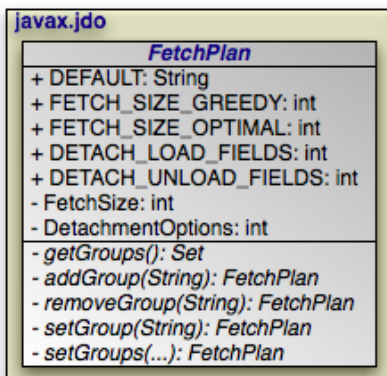 javax.jdo
FetchPlan
+ DEFAULT: String
+ FETCH_SIZE_GREEDY: int
+ FETCH_SIZE_OPTIMAL: int
+ DETACH_LOAD_FIELDS: int
+ DETACH_UNLOAD_FIELDS: int
- FetchSize: int
- DetachmentOptions: int
- getGroups(): Set
- addGroup(String): FetchPlan
- removeGroup(String): FetchPlan
- setGroup(String): FetchPlan
- setGroups(...): FetchPlan